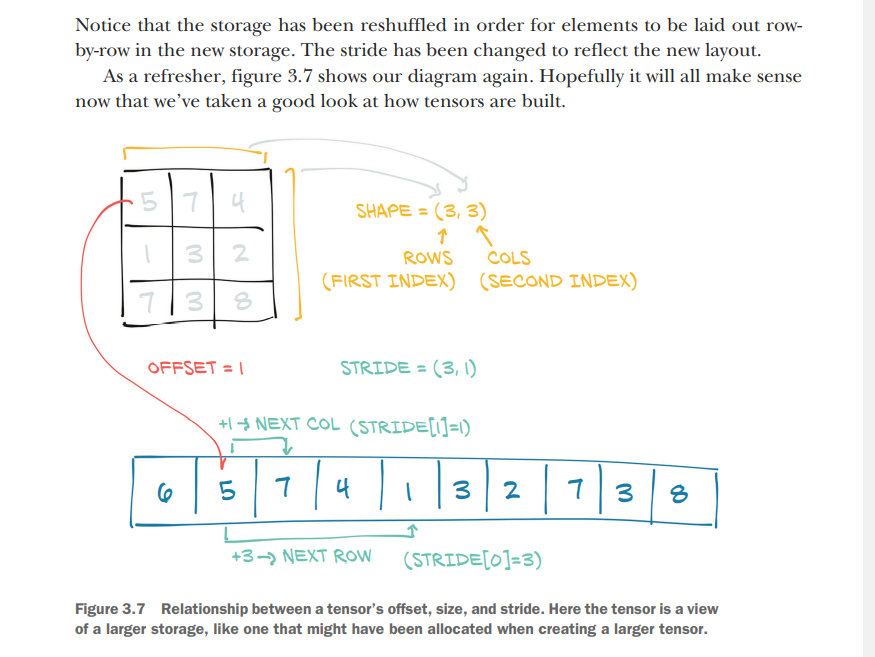 Notice that the storage has been reshuffled in order for elements to be laid out row-
by-row in the new storage. The stride has been changed to reflect the new layout.
As a refresher, figure 3.7 shows our diagram again. Hopefully it will all make sense
now that we've taken a good look at how tensors are built.
5 7 4
SHAPE = (3, 3)
1 3 2
ROWS COLS
(FIRST INDEX) (SECOND INDEX)
7 3 8
OFFSET = 1
STRIDE = (3, 1)
+1 → NEXT COL (STRIDE[1]=1)
6 5 7 4 1 3 2 7 3 8
+3 → NEXT ROW (STRIDE[0]=3)
Figure 3.7 Relationship between a tensor's offset, size, and stride. Here the tensor is a view
of a larger storage, like one that might have been allocated when creating a larger tensor.